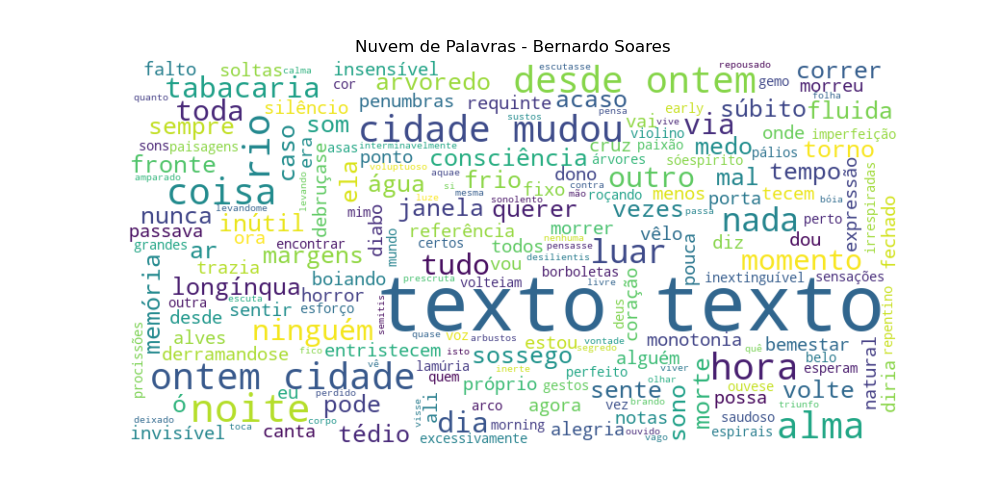 Nuvem de Palavras - Bernardo Soares
falto soltas calma insensível escutasse repousado correr
quanto tabacaria cor arvoredo desde ontem gemo morreu folha
toda silêncio penumbras requinte acaso pensa early súbito fluida
sempre som cidade mudou sustos vai vive via
sons paisagens rio caso era casas interminavelmente violino cruz paixão medo onde imperfeição
fronte ponto consciência árvores sóespirito pálios torno
amparado voluptuoso aquae frio dono contra outro mal tempo
coisa levando debruçase ela água si mesma fixo mão roçando menos tecem expressão irrespiradas
nunca levandome mim luze janela sonolento querer vezes passa porta bóia fechado
passava inútil diabo referência morrer vêlo nada perto
grandes ar ora encontrar mundo certos todos nenhuma pensasse luar pouca diz dou
memória trazia margens tudo vou desilientis borboletas momento
longínqua boiando prescruta volteiam livre inextinguível sensações
outra escuta horror semitis texto texto deus coração
desde sentir esforço repentino
procissões alves ninguém quase voz arbustos vontade monotonia
derramandose fico entristecem isto estou segredo alguém bemestar natural
vê lamúria sossego perfeito viver belo esperam
ontem cidade perdido quem próprio inerte gestos olhar hora quê diria
ó noite eu corpo pode visse ali arco agora vez brando sente morte possa volte
deixado toca dia morning notas ouvese saudoso triunfo
invisível canta tédio excessivamente alegria ouvido vago sono espirais alma